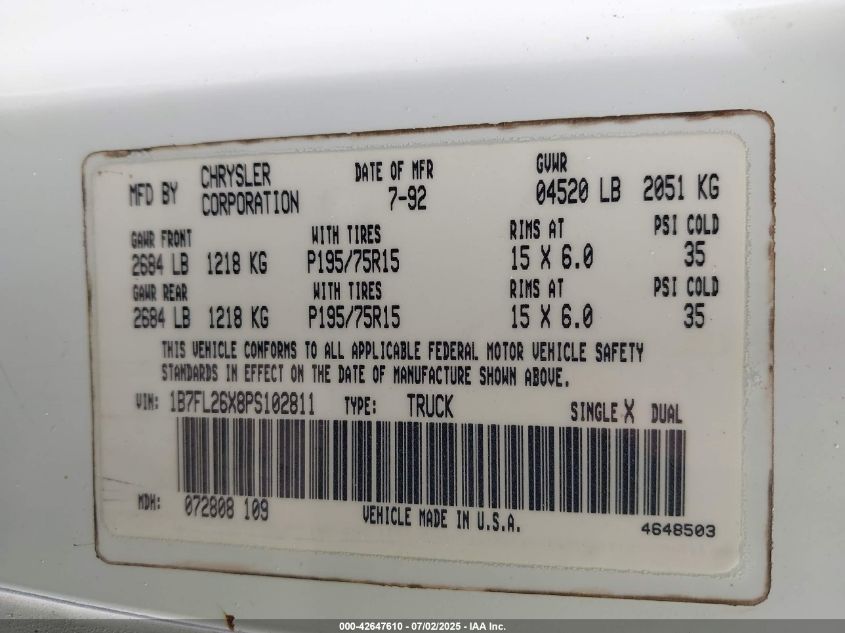 MFD BY CHRYSLER CORPORATION DATE OF MFR 7-92 GVWR 04520 LB 2051 KG
GAWR FRONT WITH TIRES RIMS AT PSI COLD
2684 LB 1218 KG P195/75R15 15 X 6.0 35
GAWR REAR WITH TIRES RIMS AT PSI COLD
2684 LB 1218 KG P195/75R15 15 X 6.0 35
THIS VEHICLE CONFORMS TO ALL APPLICABLE FEDERAL MOTOR VEHICLE SAFETY
STANDARDS IN EFFECT ON THE DATE OF MANUFACTURE SHOWN ABOVE.
VIN: 1B7FL26X8PS102811 TYPE: TRUCK SINGLE X DUAL
MDH: 072808 109 VEHICLE MADE IN U.S.A. 4648503
000-42647610 - 07/02/2025 - IAA Inc.